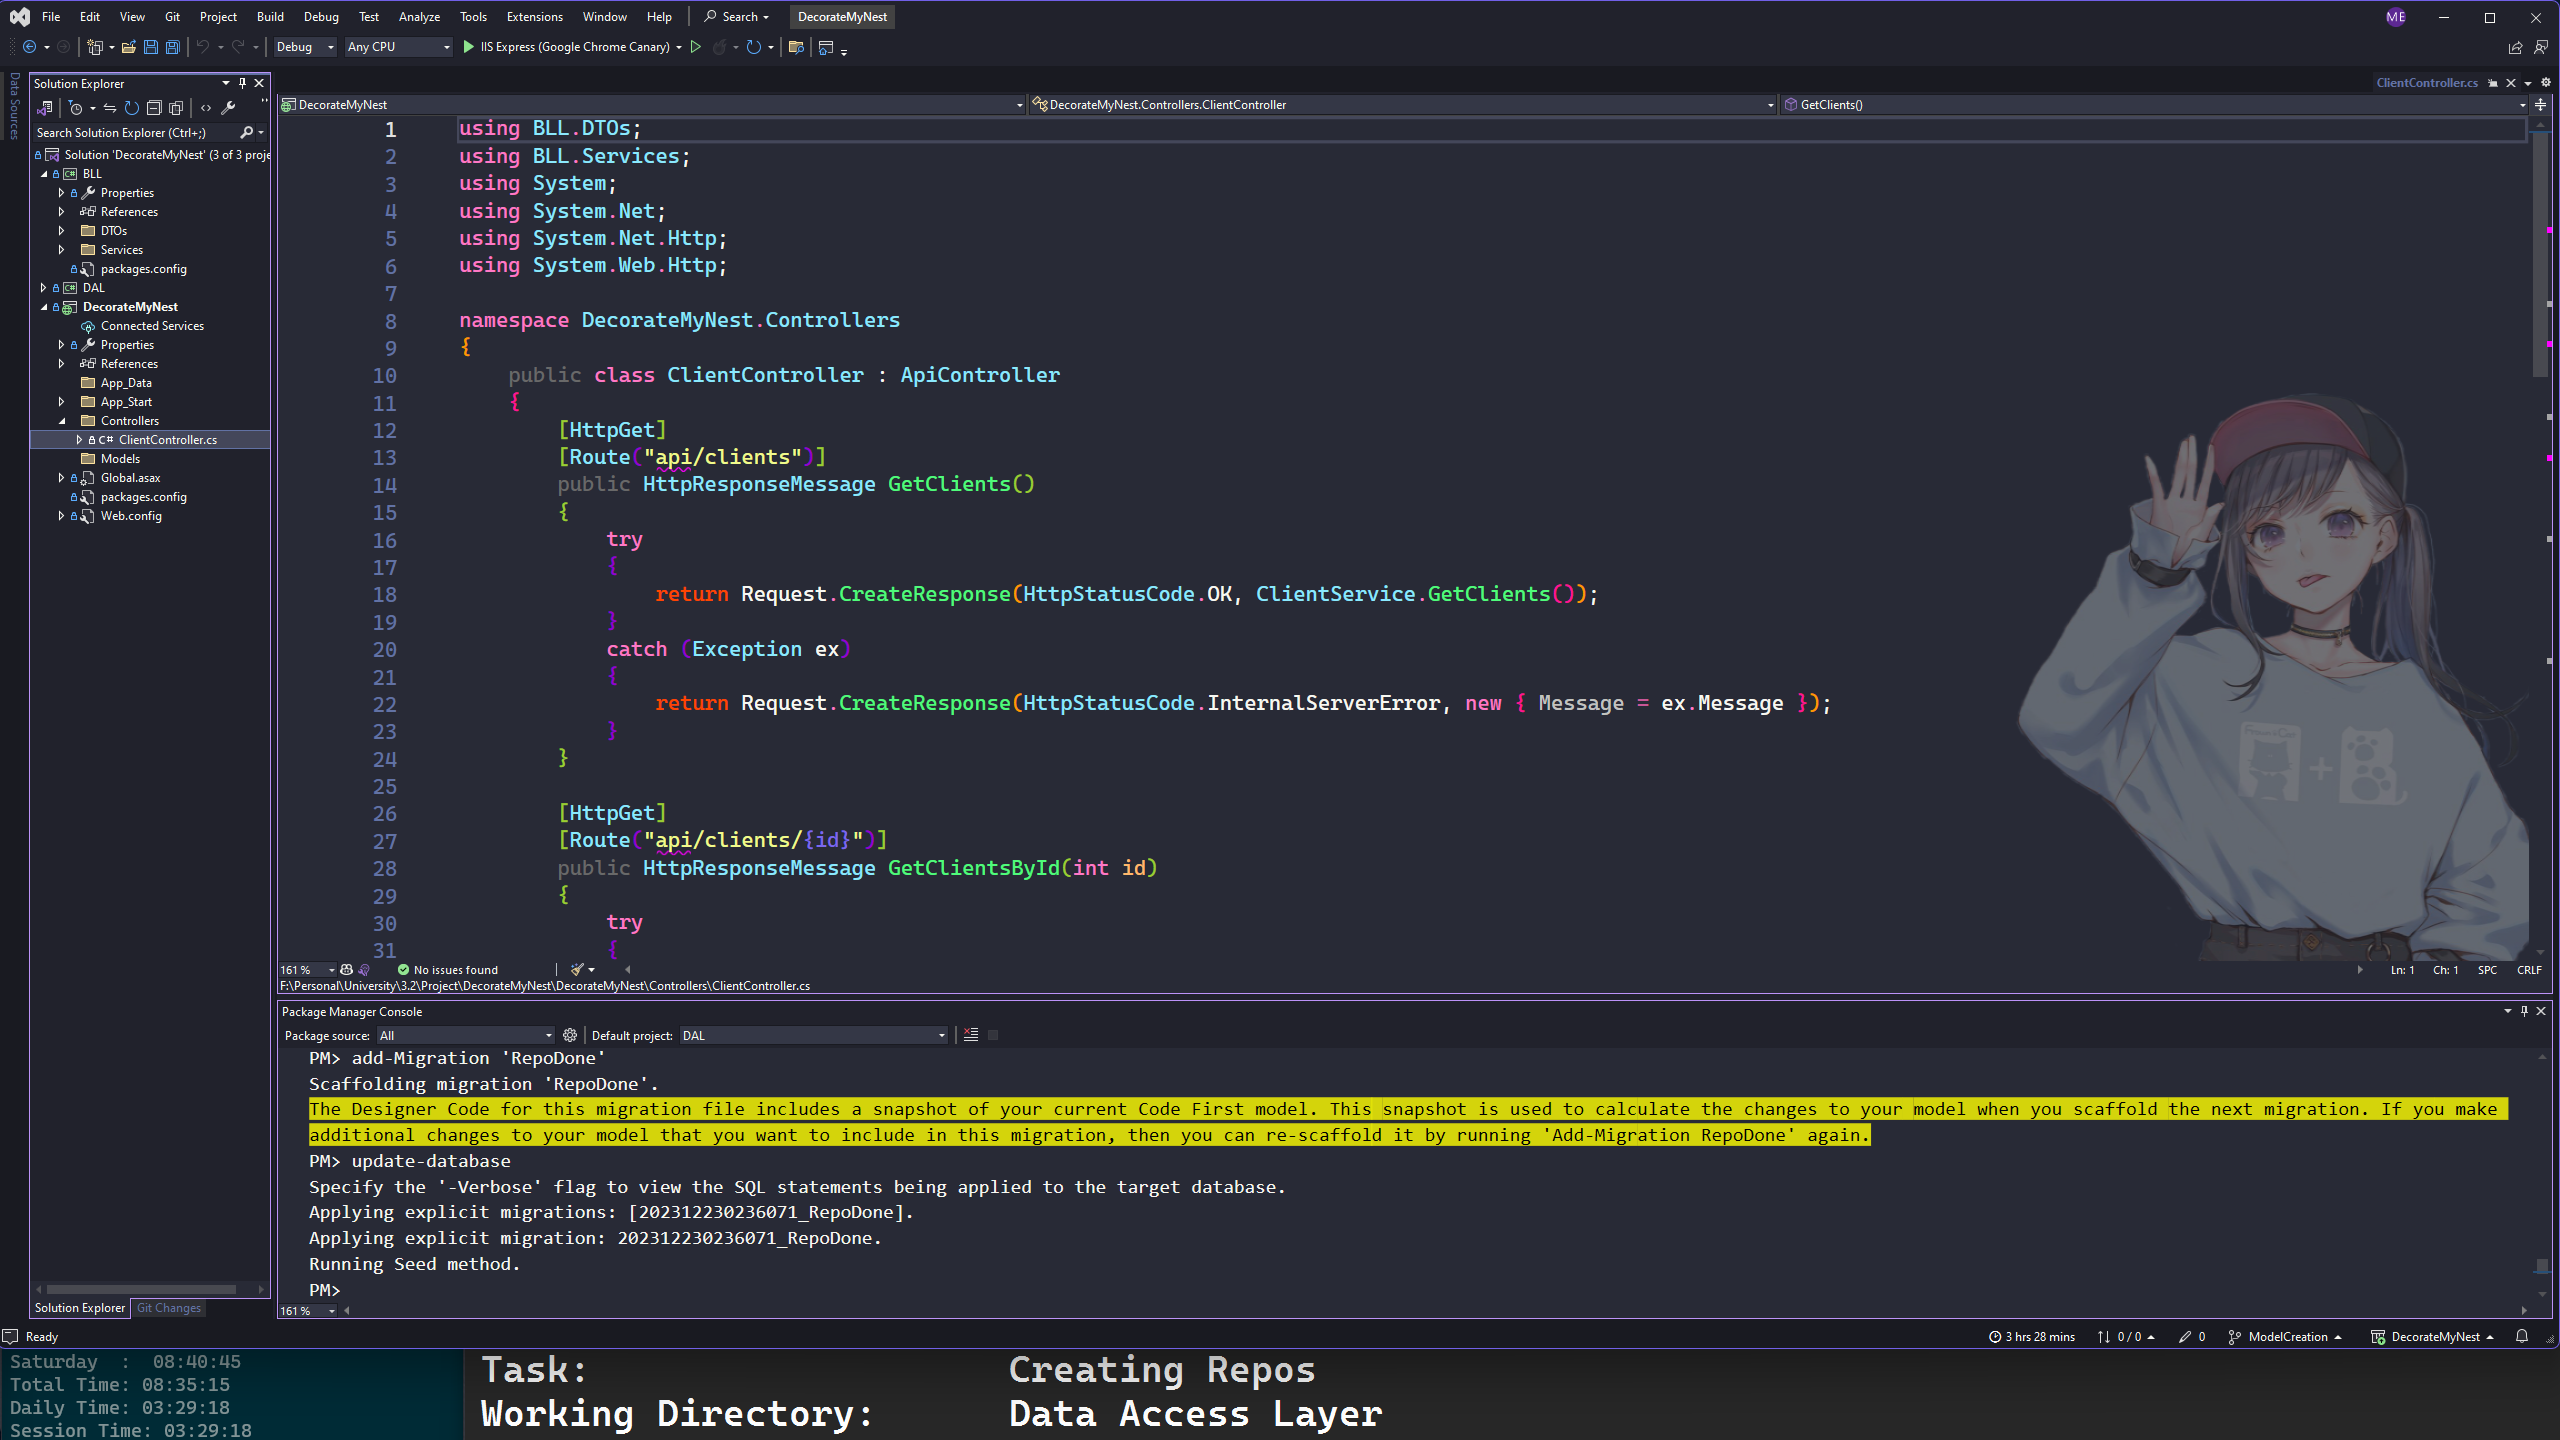 File Edit View Git Project Build Debug Test Analyze Tools Extensions Window Help Search DecorateMyNest ME
Debug Any CPU IIS Express (Google Chrome Canary)
Data Sources
Solution Explorer
Search Solution Explorer (Ctrl+;)
Solution 'DecorateMyNest' (3 of 3 proje
BLL
Properties
References
DTOs
Services
packages.config
DAL
DecorateMyNest
Connected Services
Properties
References
App_Data
App_Start
Controllers
C# ClientController.cs
Models
Global.asax
packages.config
Web.config
Solution Explorer Git Changes
ClientController.cs
DecorateMyNest DecorateMyNest.Controllers.ClientController GetClients()
1 using BLL.DTOs;
2 using BLL.Services;
3 using System;
4 using System.Net;
5 using System.Net.Http;
6 using System.Web.Http;
7
8 namespace DecorateMyNest.Controllers
9 {
10 public class ClientController : ApiController
11 {
12 [HttpGet]
13 [Route("api/clients")]
14 public HttpResponseMessage GetClients()
15 {
16 try
17 {
18 return Request.CreateResponse(HttpStatusCode.OK, ClientService.GetClients());
19 }
20 catch (Exception ex)
21 {
22 return Request.CreateResponse(HttpStatusCode.InternalServerError, new { Message = ex.Message });
23 }
24 }
25
26 [HttpGet]
27 [Route("api/clients/{id}")]
28 public HttpResponseMessage GetClientsById(int id)
29 {
30 try
31 {
161 % No issues found Ln: 1 Ch: 1 SPC CRLF
F:\Personal\University\3.2\Project\DecorateMyNest\DecorateMyNest\Controllers\ClientController.cs
Package Manager Console
Package source: All Default project: DAL
PM> add-Migration 'RepoDone'
Scaffolding migration 'RepoDone'.
The Designer Code for this migration file includes a snapshot of your current Code First model. This snapshot is used to calculate the changes to your model when you scaffold the next migration. If you make
additional changes to your model that you want to include in this migration, then you can re-scaffold it by running 'Add-Migration RepoDone' again.
PM> update-database
Specify the '-Verbose' flag to view the SQL statements being applied to the target database.
Applying explicit migrations: [202312230236071_RepoDone].
Applying explicit migration: 202312230236071_RepoDone.
Running Seed method.
PM>
161 %
Ready 3 hrs 28 mins 0 / 0 0 ModelCreation DecorateMyNest
Saturday : 08:40:45
Total Time: 08:35:15
Daily Time: 03:29:18
Session Time: 03:29:18
Task: Creating Repos
Working Directory: Data Access Layer